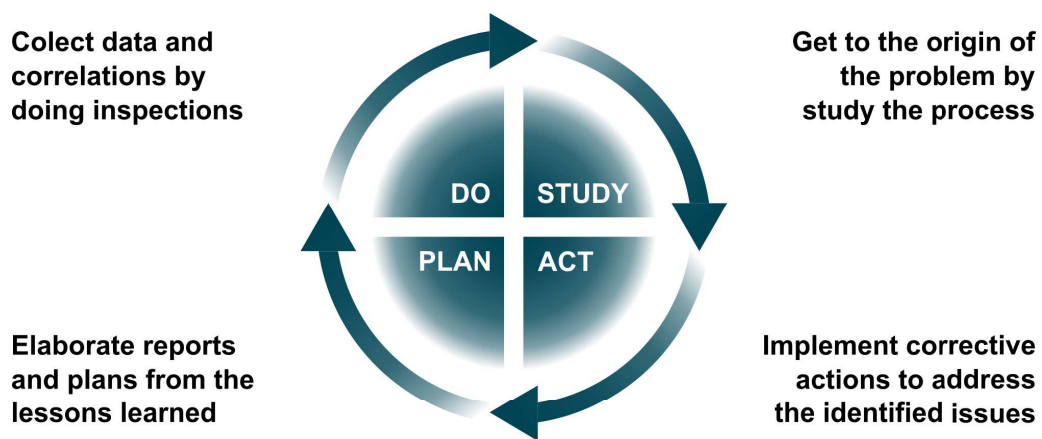 Colect data and
correlations by
doing inspections
Get to the origin of
the problem by
study the process
DO
STUDY
PLAN
ACT
Elaborate reports
and plans from the
lessons learned
Implement corrective
actions to address
the identified issues